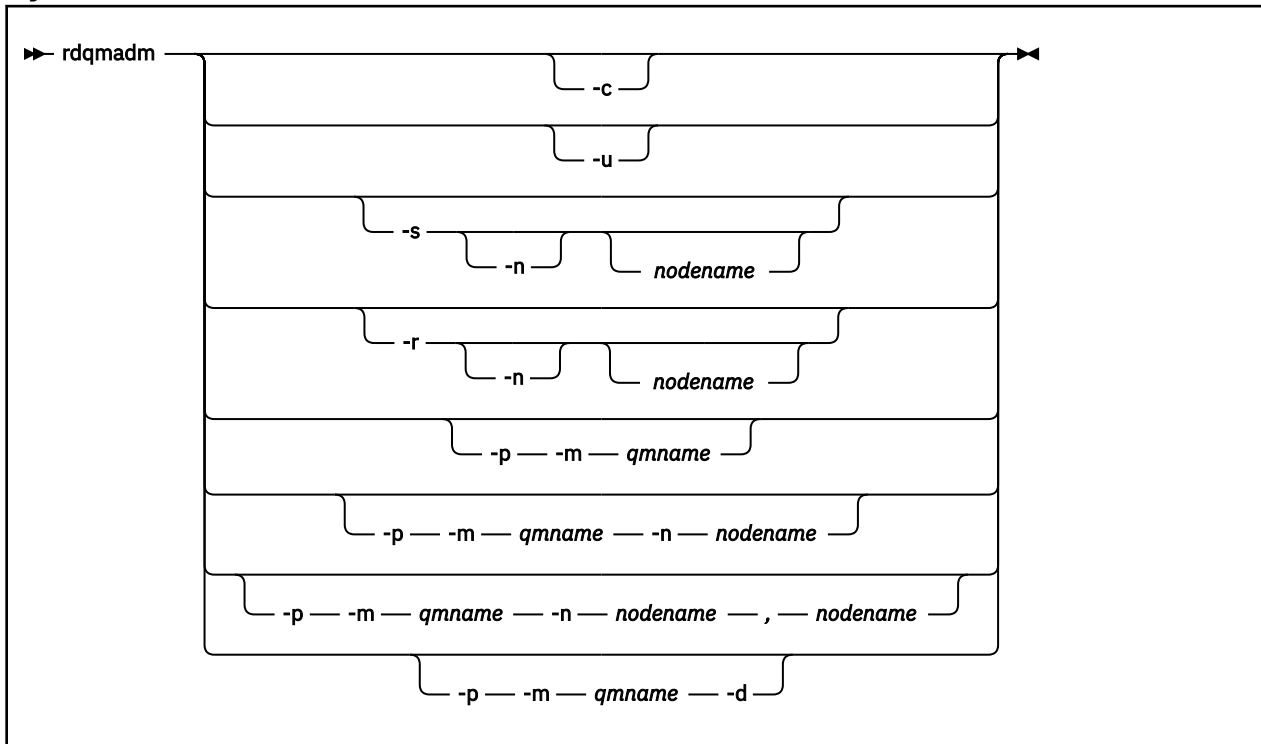 rdqmadm
-c
-u
-s
-n
nodename
-r
-n
nodename
-p -m qmname
-p -m qmname -n nodename
-p -m qmname -n nodename , nodename
-p -m qmname -d